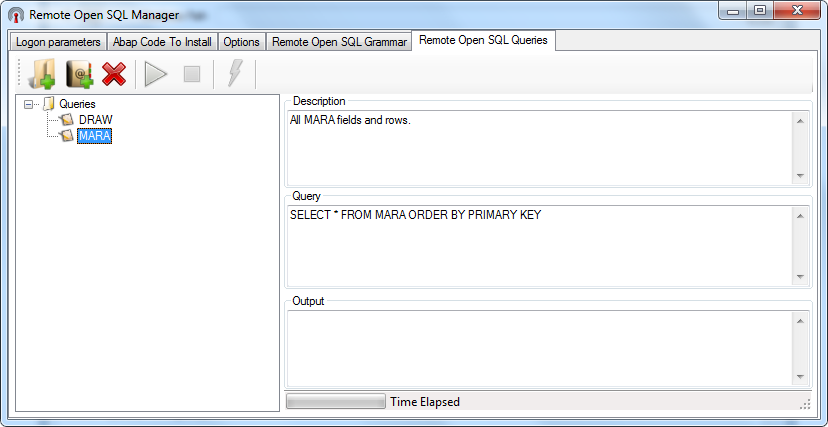 Remote Open SQL Manager
Logon parameters Abap Code To Install Options Remote Open SQL Grammar Remote Open SQL Queries
Queries
DRAW
MARA
Description
All MARA fields and rows.
Query
SELECT * FROM MARA ORDER BY PRIMARY KEY
Output
Time Elapsed